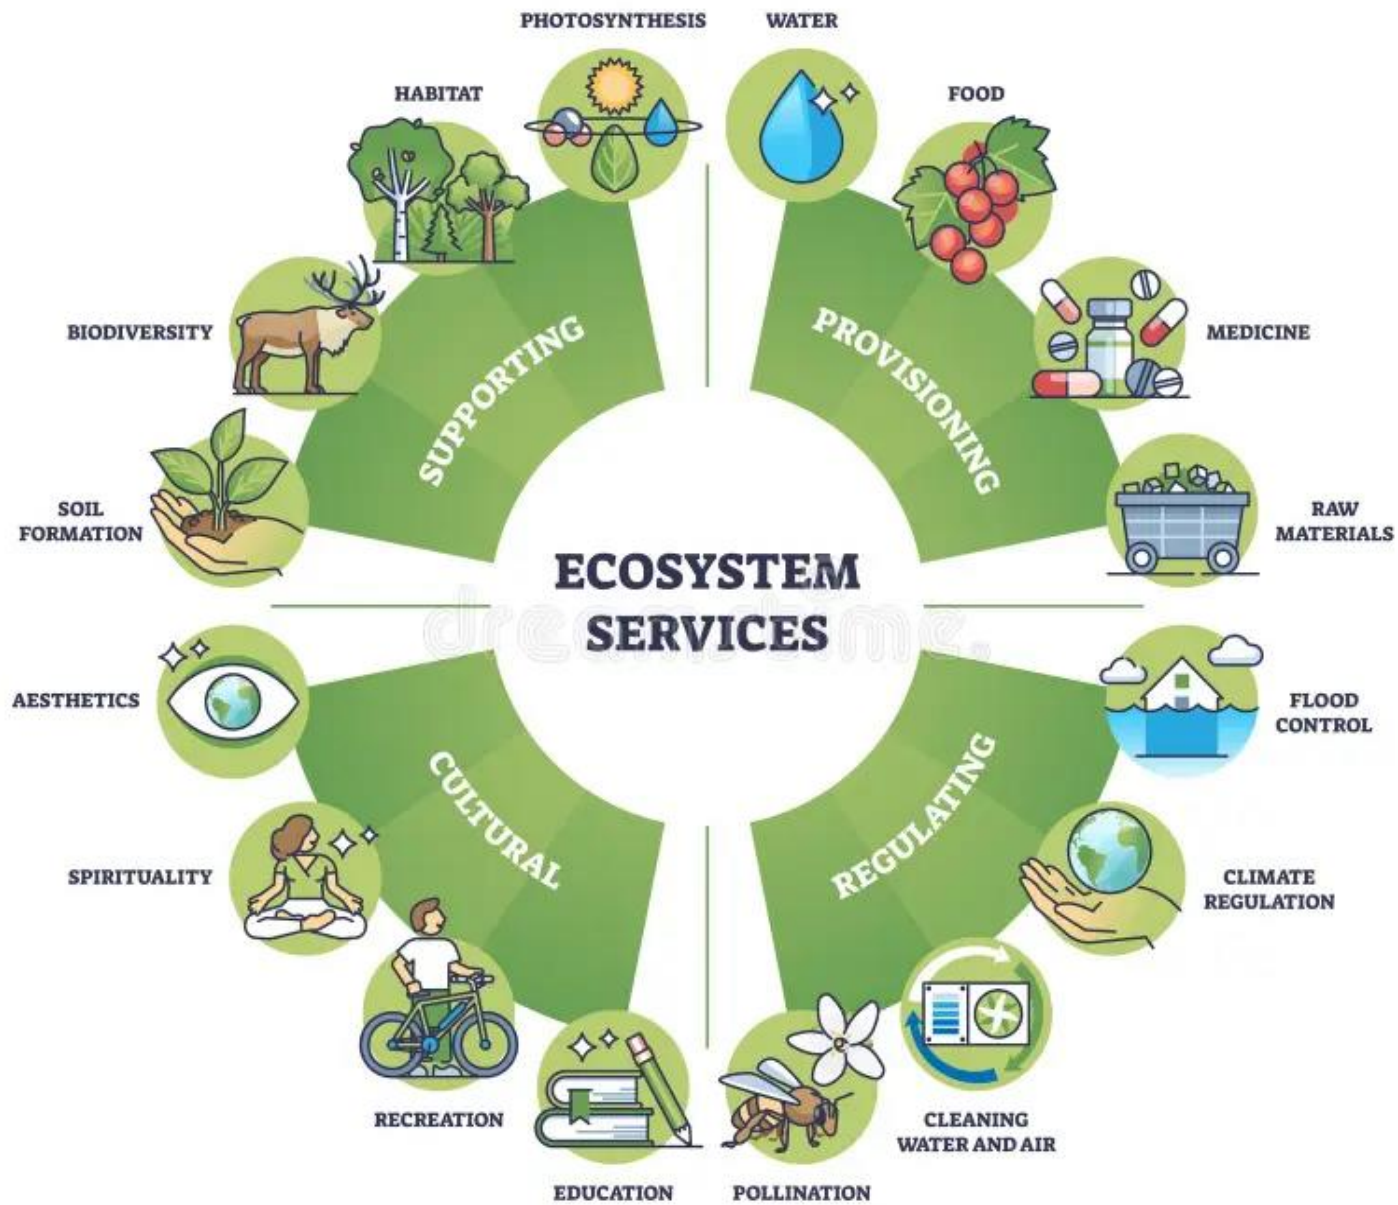 PHOTOSYNTHESIS
WATER
HABITAT
FOOD
BIODIVERSITY
MEDICINE
SUPPORTING
PROVISIONING
SOIL
FORMATION
RAW
MATERIALS
ECOSYSTEM
SERVICES
dreamstime.
AESTHETICS
FLOOD
CONTROL
CULTURAL
REGULATING
SPIRITUALITY
CLIMATE
REGULATION
RECREATION
CLEANING
WATER AND AIR
EDUCATION
POLLINATION